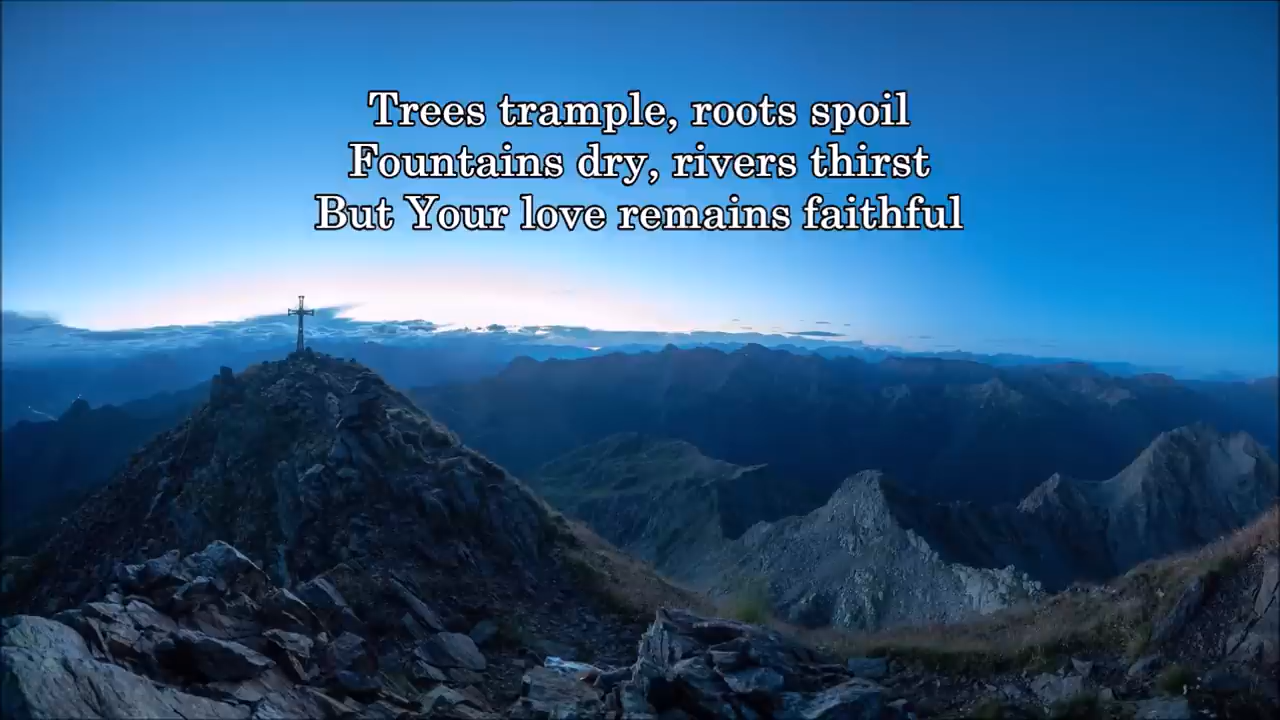 Trees trample, roots spoil
Fountains dry, rivers thirst
But Your love remains faithful